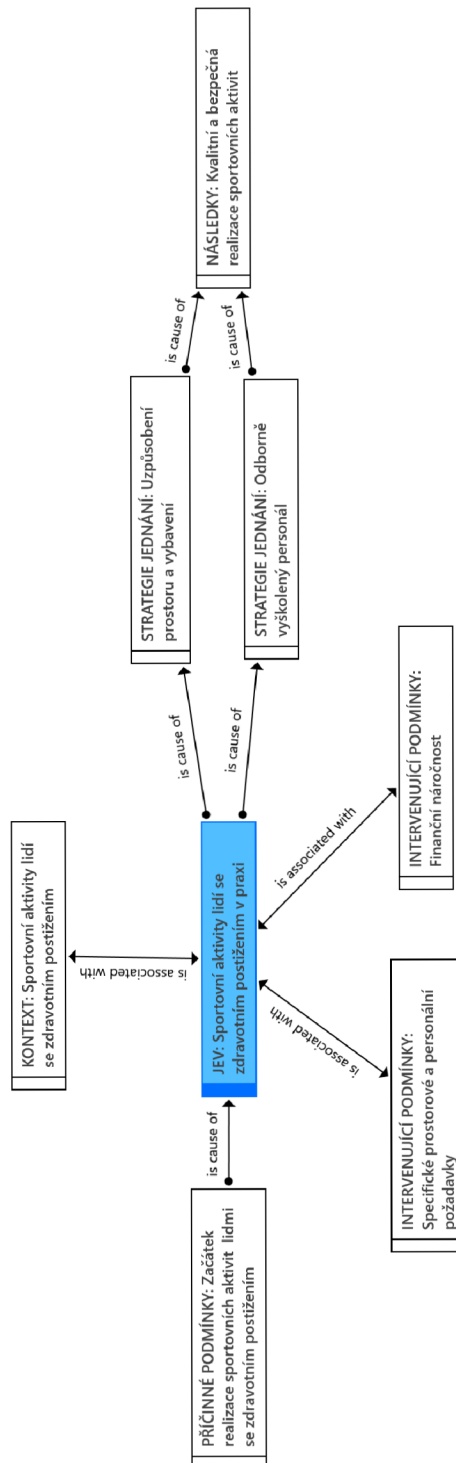 KONTEXT: Sportovní aktivity lidí
se zdravotním postižením
is associated with
PŘÍČINNÉ PODMÍNKY: Začátek
realizace sportovních aktivit lidmi
se zdravotním postižením
is cause of
JEV: Sportovní aktivity lidí se
zdravotním postižením v praxi
is cause of
is cause of
STRATEGIE JEDNÁNÍ: Uzpůsobení
prostoru a vybavení
STRATEGIE JEDNÁNÍ: Odborně
vyškolený personál
is cause of
is cause of
NÁSLEDKY: Kvalitní a bezpečná
realizace sportovních aktivit
is associated with
is associated with
INTERVENUJÍCÍ PODMÍNKY:
Specifické prostorové a personální
požadavky
INTERVENUJÍCÍ PODMÍNKY:
Finanční náročnost